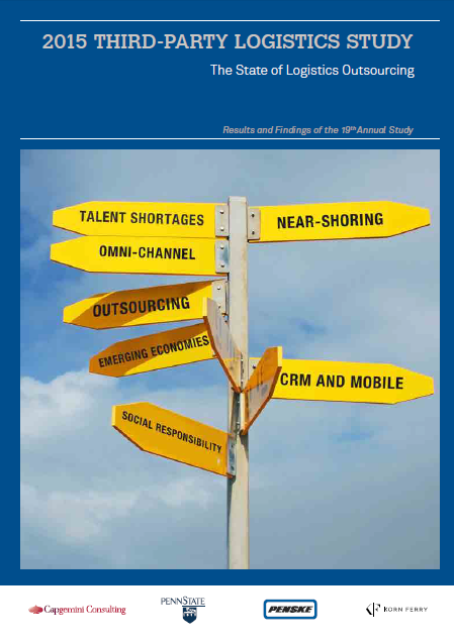 2015 THIRD-PARTY LOGISTICS STUDY
The State of Logistics Outsourcing
Results and Findings of the 19th Annual Study
TALENT SHORTAGES
NEAR-SHORING
OMNI-CHANNEL
OUTSOURCING
EMERGING ECONOMIES
CRM AND MOBILE
SOCIAL RESPONSIBILITY
Capgemini Consulting
PENNSTATE
PENSKE
KORN FERRY